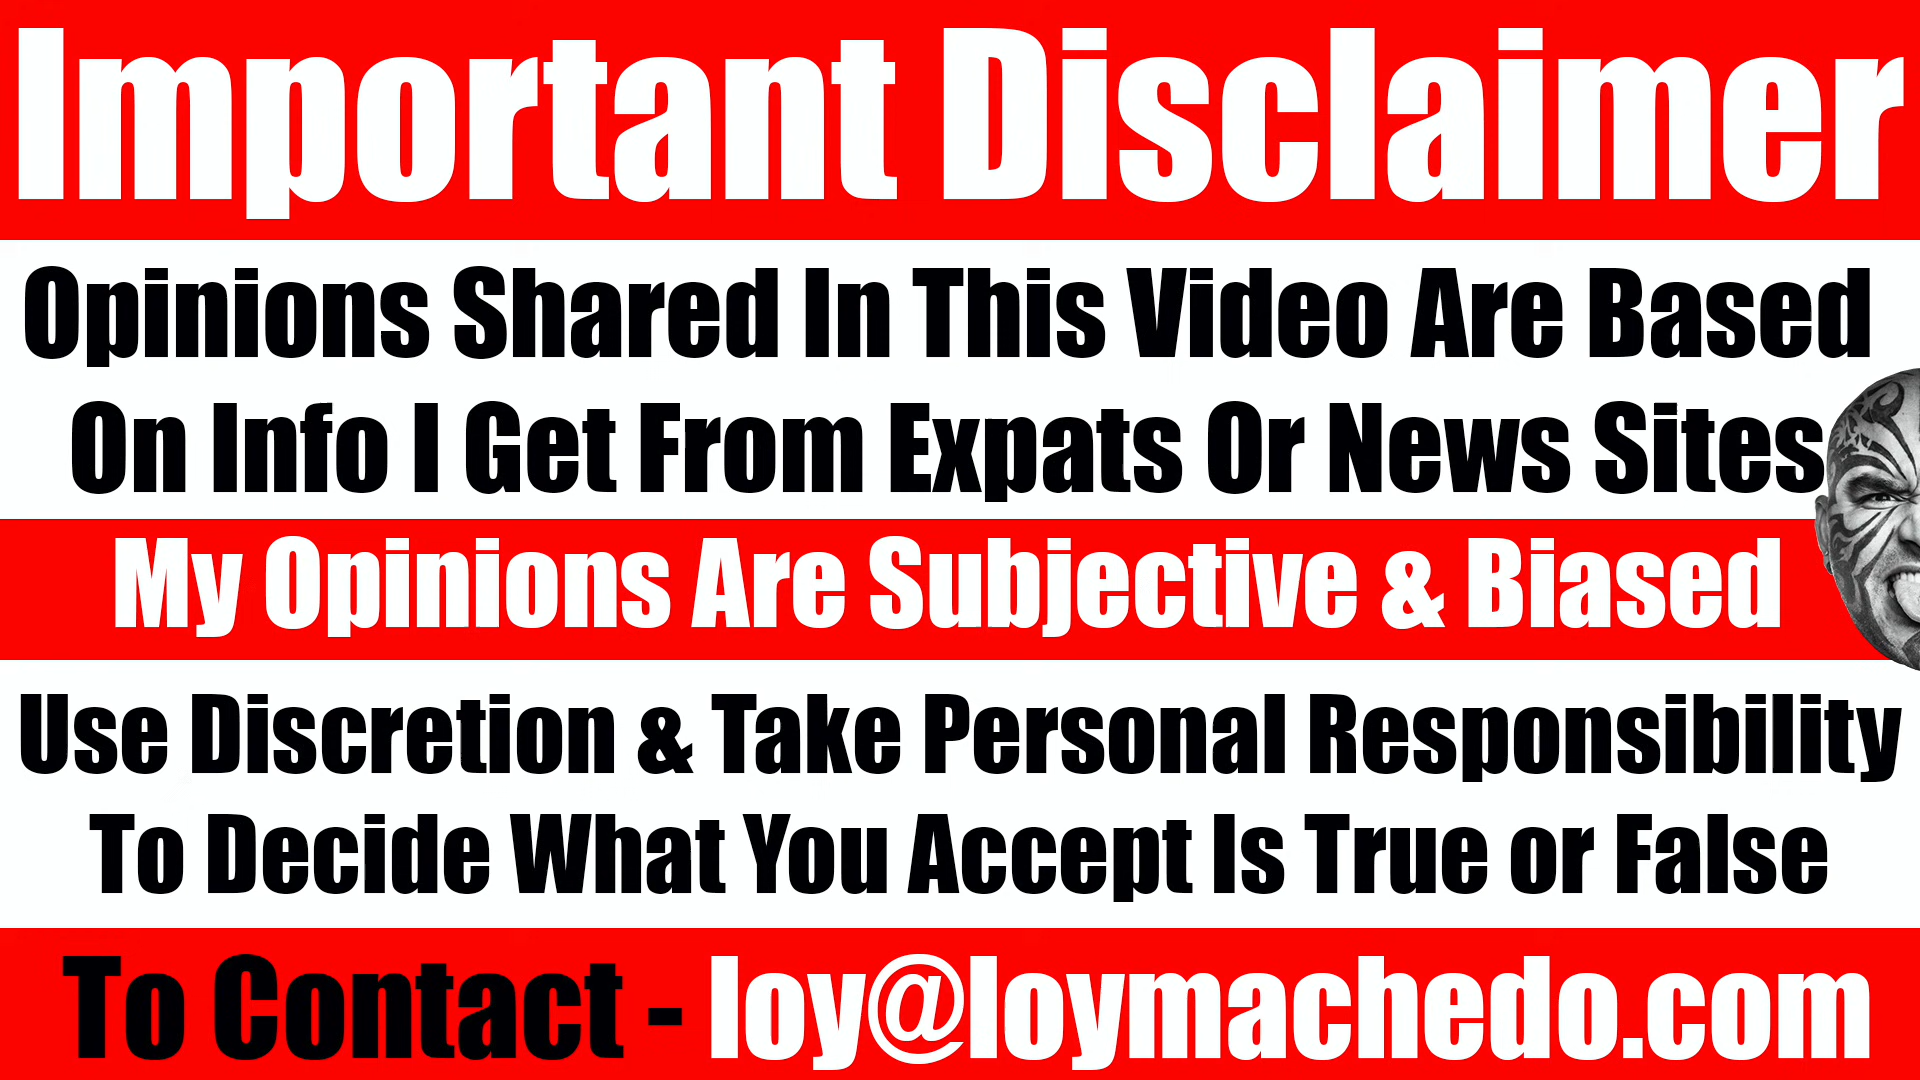 Important Disclaimer
Opinions Shared In This Video Are Based
On Info I Get From Expats Or News Sites
My Opinions Are Subjective & Biased
Use Discretion & Take Personal Responsibility
To Decide What You Accept Is True or False
To Contact - loy@loymachedo.com